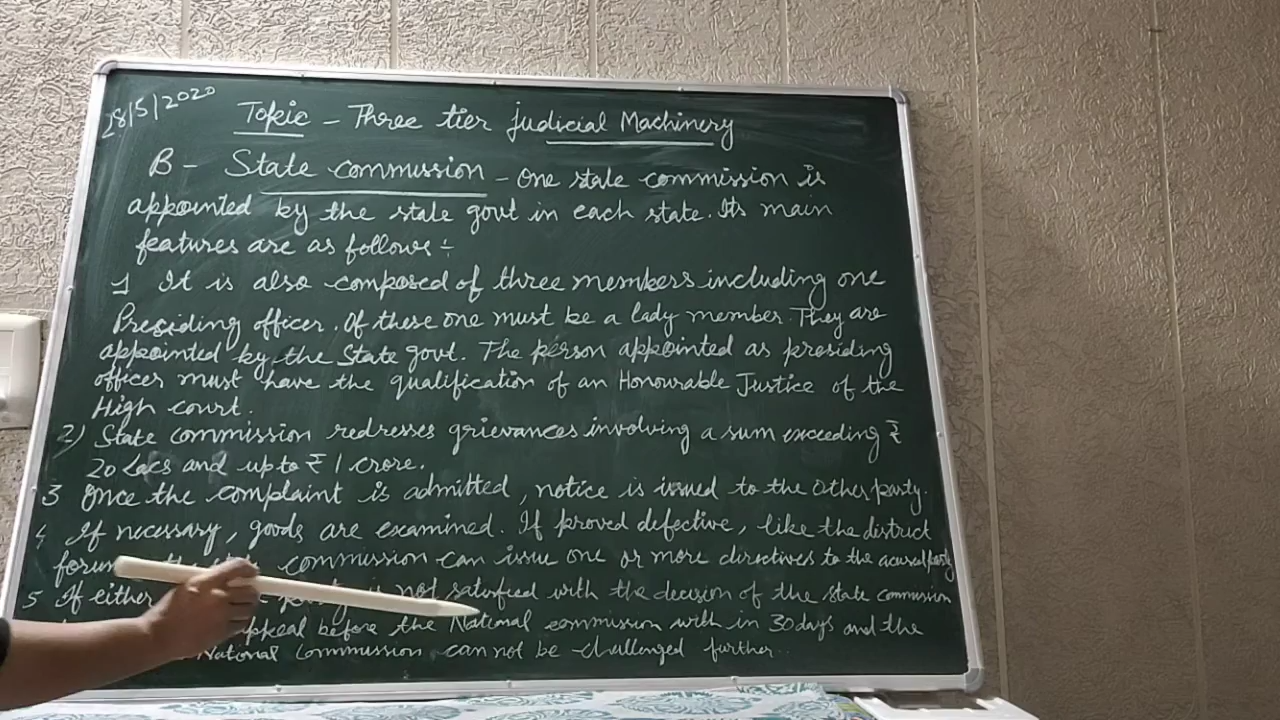 28/5/2020
Topic - Three tier Judicial Machinery
B - State commission - One state commission is
appointed by the state govt in each state. Its main
features are as follows :-
1 It is also composed of three members including one
Presiding officer. Of these one must be a lady member. They are
appointed by the State govt. The person appointed as presiding
officer must have the qualification of an Honourable Justice of the
High court.
2) State commission redresses grievances involving a sum exceeding ₹
20 Lacs and up to ₹ 1 crore.
3 Once the complaint is admitted, notice is issued to the other party.
4 If necessary, goods are examined. If proved defective, like the district
forum commission can issue one or more directives to the accused party
5 If either is not satisfied with the decision of the State commission
appeal before the National commission with in 30 days and the
National Commission can not be challenged further.